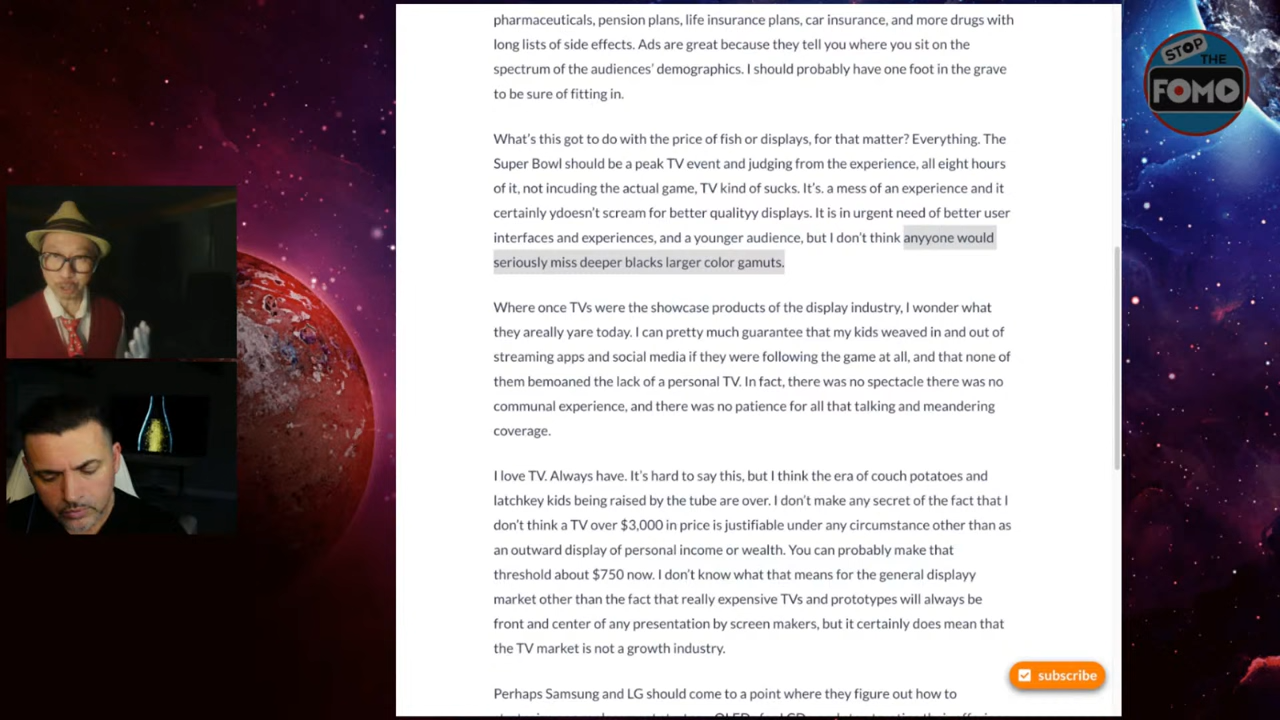 pharmaceuticals, pension plans, life insurance plans, car insurance, and more drugs with
long lists of side effects. Ads are great because they tell you where you sit on the
spectrum of the audiences’ demographics. I should probably have one foot in the grave
to be sure of fitting in.
What’s this got to do with the price of fish or displays, for that matter? Everything. The
Super Bowl should be a peak TV event and judging from the experience, all eight hours
of it, not incuding the actual game, TV kind of sucks. It’s. a mess of an experience and it
certainly ydoesn’t scream for better qualityy displays. It is in urgent need of better user
interfaces and experiences, and a younger audience, but I don’t think anyyone would
seriously miss deeper blacks larger color gamuts.
Where once TVs were the showcase products of the display industry, I wonder what
they areally yare today. I can pretty much guarantee that my kids weaved in and out of
streaming apps and social media if they were following the game at all, and that none of
them bemoaned the lack of a personal TV. In fact, there was no spectacle there was no
communal experience, and there was no patience for all that talking and meandering
coverage.
I love TV. Always have. It’s hard to say this, but I think the era of couch potatoes and
latchkey kids being raised by the tube are over. I don’t make any secret of the fact that I
don’t think a TV over $3,000 in price is justifiable under any circumstance other than as
an outward display of personal income or wealth. You can probably make that
threshold about $750 now. I don’t know what that means for the general displayy
market other than the fact that really expensive TVs and prototypes will always be
front and center of any presentation by screen makers, but it certainly does mean that
the TV market is not a growth industry.
Perhaps Samsung and LG should come to a point where they figure out how to
subscribe
STOP
THE
FOMO